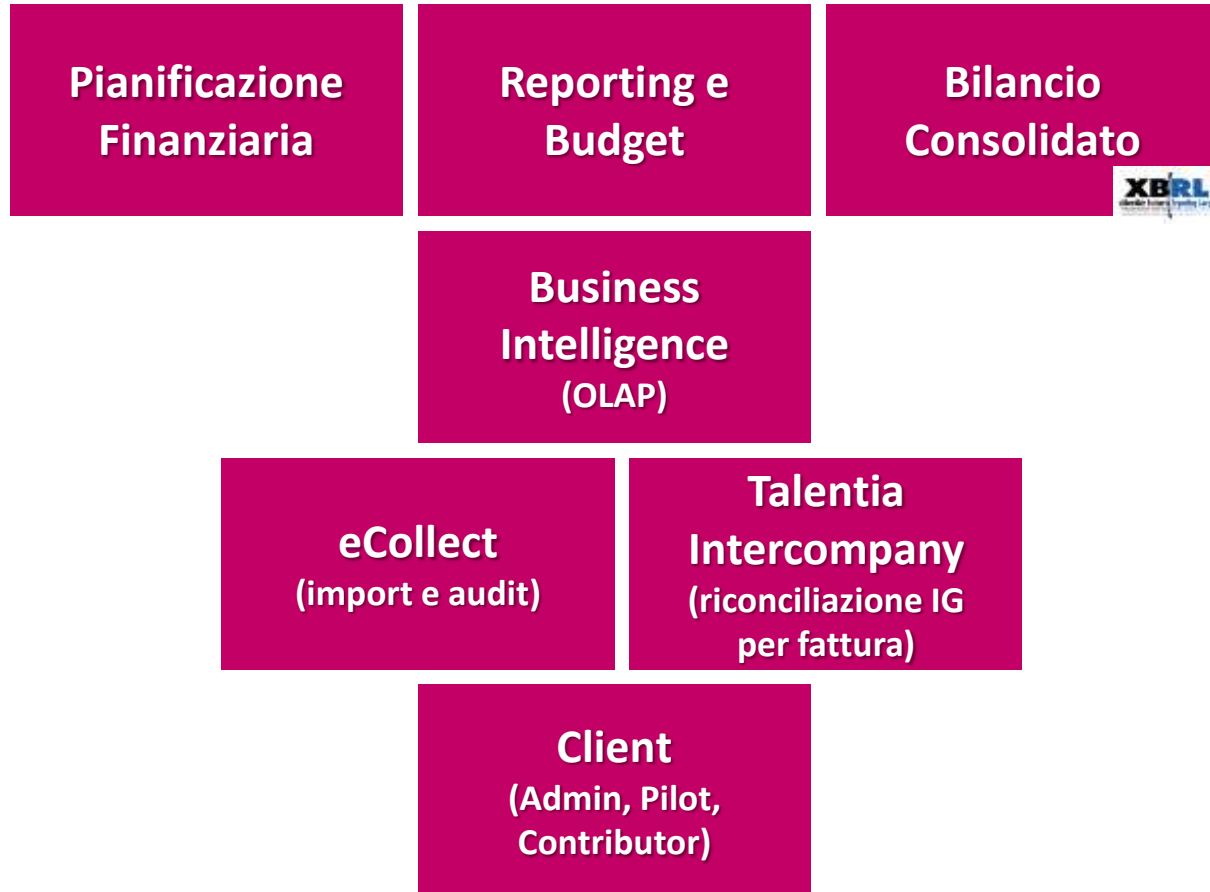 Pianificazione
Finanziaria
Reporting e
Budget
Bilancio
Consolidato
XBRL
Business
Intelligence
(OLAP)
eCollect
(import e audit)
Talentia
Intercompany
(riconciliazione IG
per fattura)
Client
(Admin, Pilot,
Contributor)